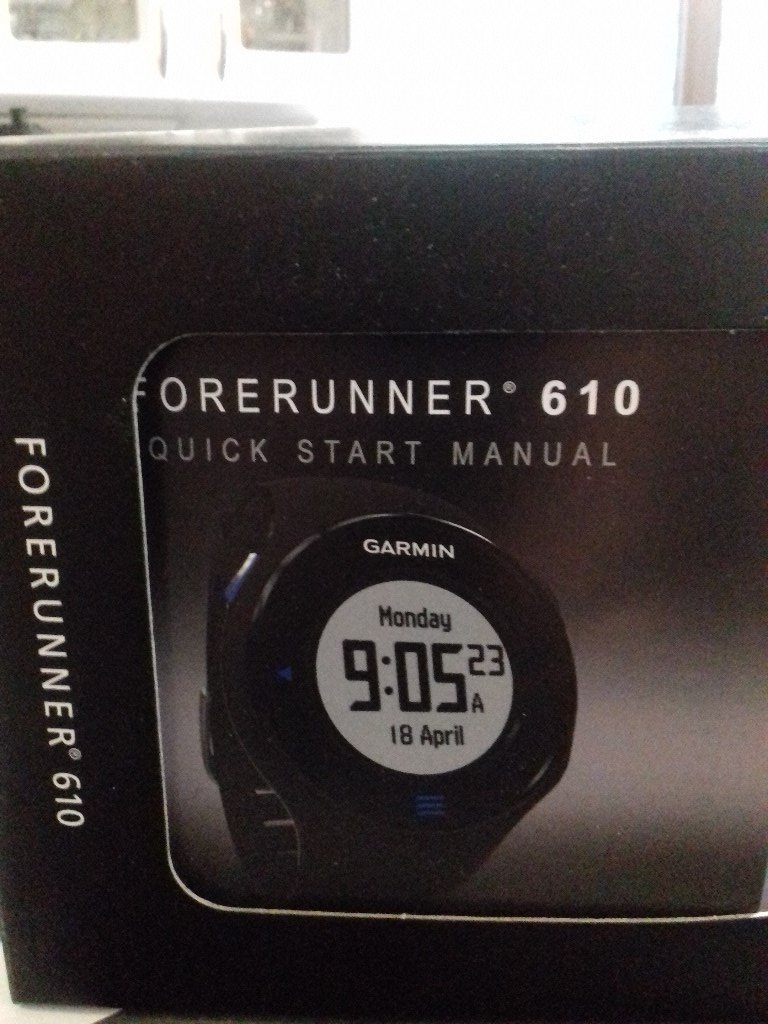 FORERUNNER® 610
QUICK START MANUAL
GARMIN
Monday
9:05 23 A
18 April
FORERUNNER® 610